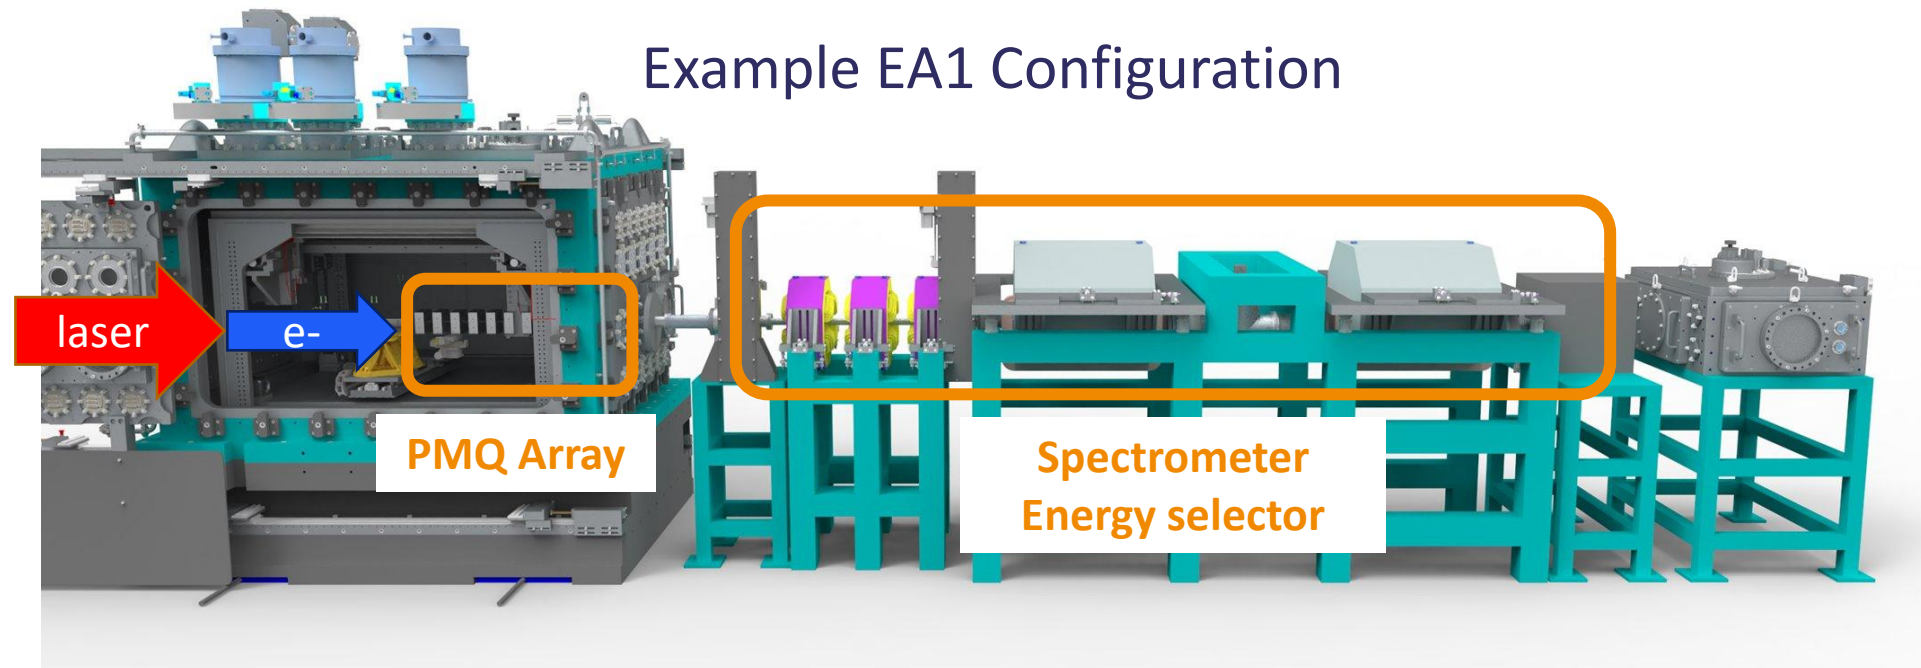 Example EA1 Configuration
laser
e-
PMQ Array
Spectrometer
Energy selector